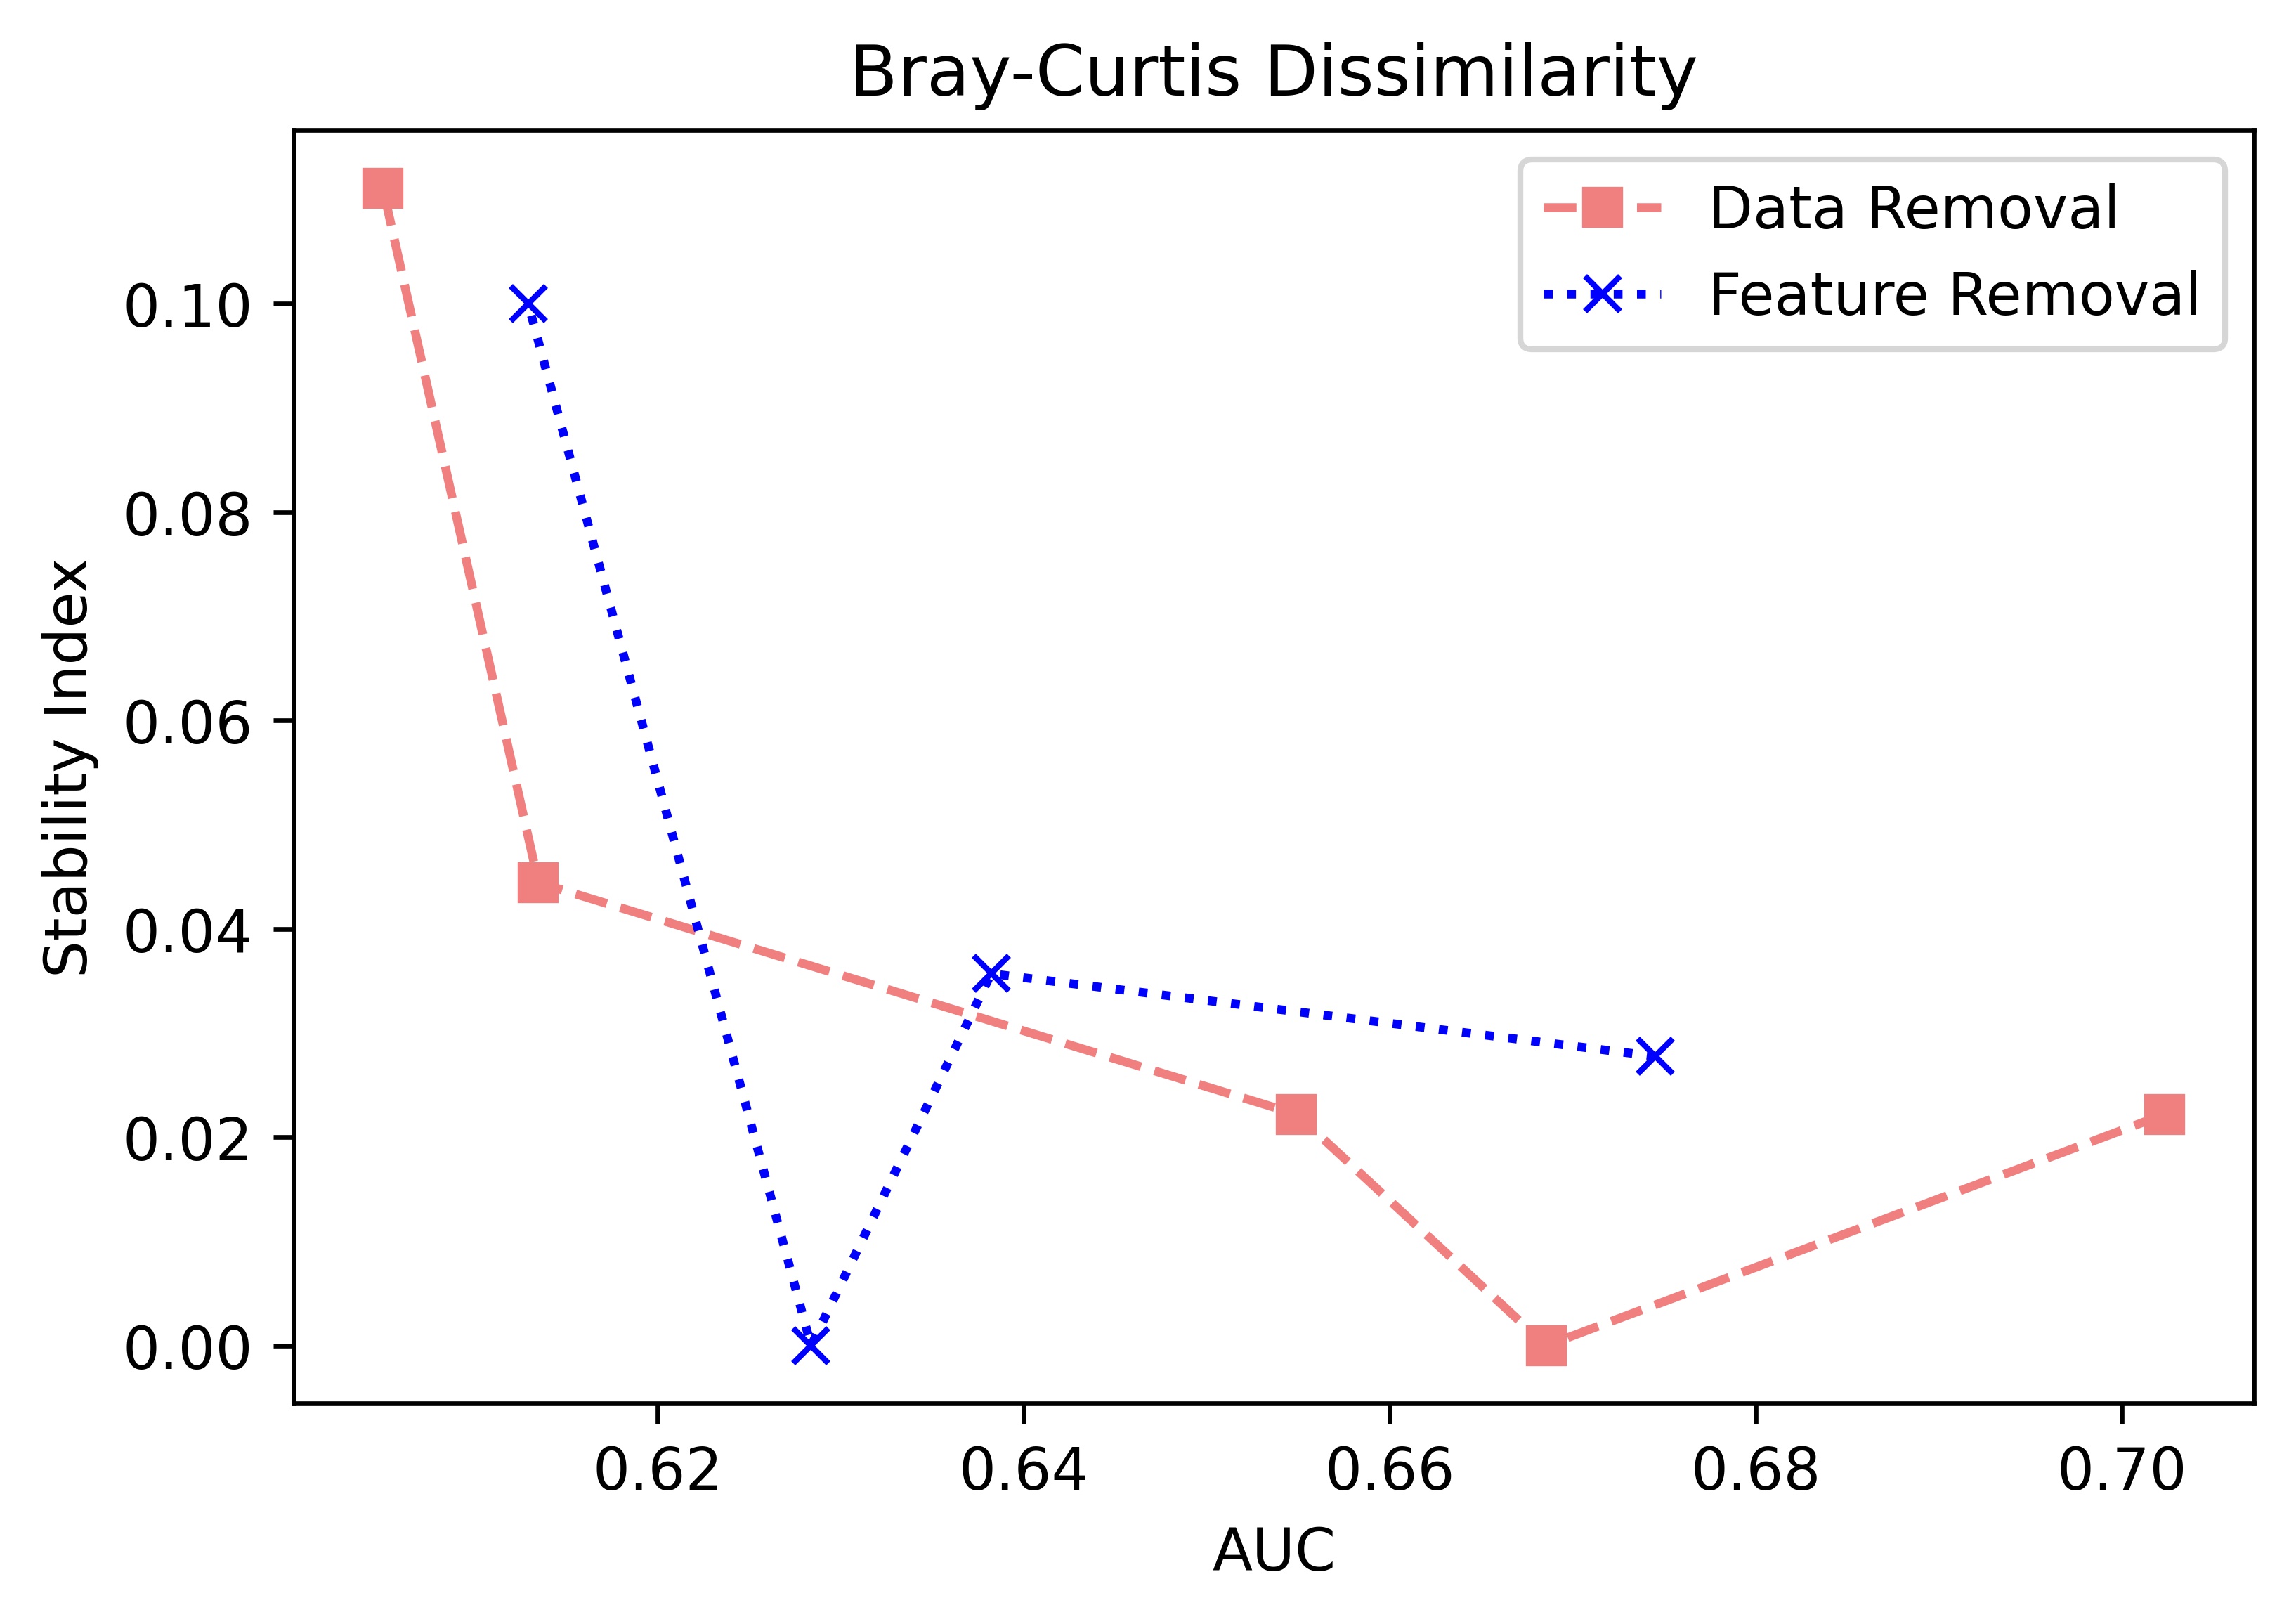 Bray-Curtis Dissimilarity
Data Removal
Feature Removal
Stability Index
0.10
0.08
0.06
0.04
0.02
0.00
0.62 0.64 0.66 0.68 0.70
AUC